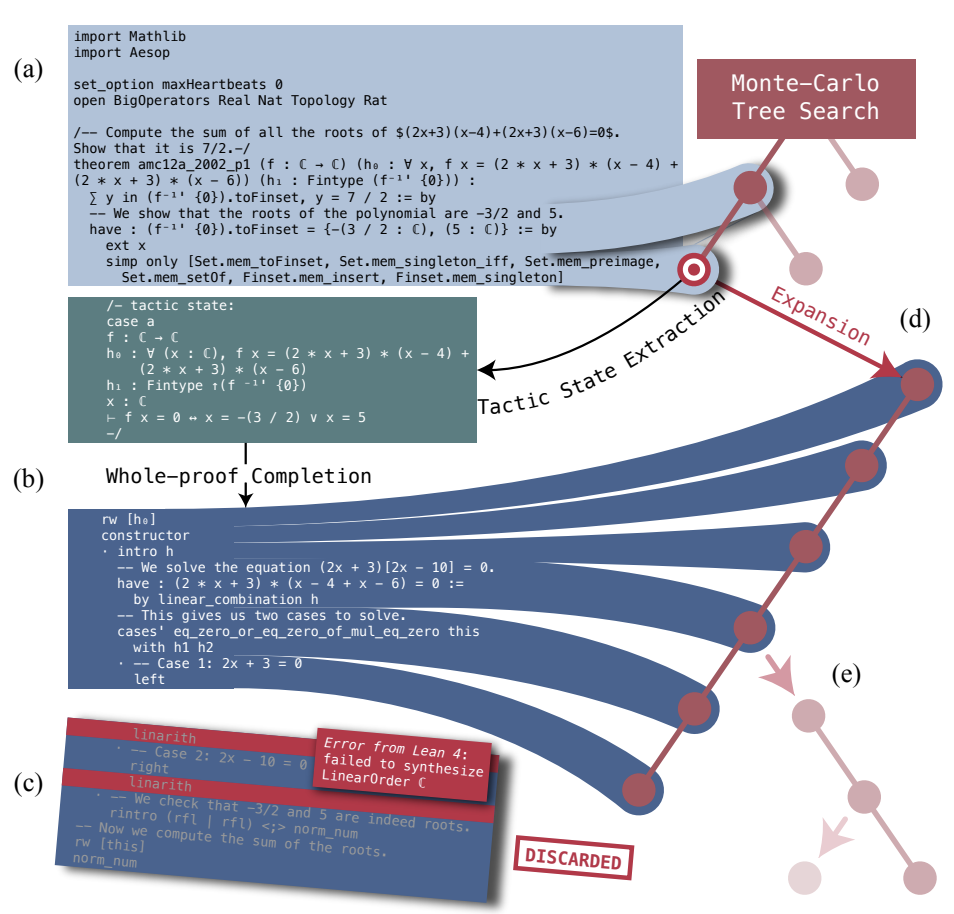 (a)
import Mathlib
import Aesop
set_option maxHeartbeats 0
open BigOperators Real Nat Topology Rat
/-- Compute the sum of all the roots of $(2x+3)(x-4)+(2x+3)(x-6)=0$.
Show that it is 7/2.-/
theorem amc12a_2002_p1 (f : ℂ → ℂ) (h₀ : ∀ x, f x = (2 * x + 3) * (x - 4) +
(2 * x + 3) * (x - 6)) (h₁ : Fintype (f⁻¹' {0})) :
∑ y in (f⁻¹' {0}).toFinset, y = 7 / 2 := by
-- We show that the roots of the polynomial are -3/2 and 5.
have : (f⁻¹' {0}).toFinset = {-(3 / 2 : ℂ), (5 : ℂ)} := by
ext x
simp only [Set.mem_toFinset, Set.mem_singleton_iff, Set.mem_preimage,
Set.mem_setOf, Finset.mem_insert, Finset.mem_singleton]
Monte-Carlo
Tree Search
/- tactic state:
case a
f : ℂ → ℂ
h₀ : ∀ (x : ℂ), f x = (2 * x + 3) * (x - 4) +
(2 * x + 3) * (x - 6)
h₁ : Fintype ↑(f ⁻¹' {0})
x : ℂ
⊢ f x = 0 ↔ x = -(3 / 2) ∨ x = 5
-/
Tactic State Extraction
Expansion
(d)
(b)
Whole-proof Completion
rw [h₀]
constructor
· intro h
-- We solve the equation (2x + 3)[2x - 10] = 0.
have : (2 * x + 3) * (x - 4 + x - 6) = 0 :=
by linear_combination h
-- This gives us two cases to solve.
cases' eq_zero_or_eq_zero_of_mul_eq_zero this
with h1 h2
· -- Case 1: 2x + 3 = 0
left
(e)
(c)
linarith
· -- Case 2: 2x - 10 = 0
right
linarith
· -- We check that -3/2 and 5 are indeed roots.
rintro (rfl | rfl) <;> norm_num
-- Now we compute the sum of the roots.
rw [this]
norm_num
Error from Lean 4:
failed to synthesize
LinearOrder ℂ
DISCARDED